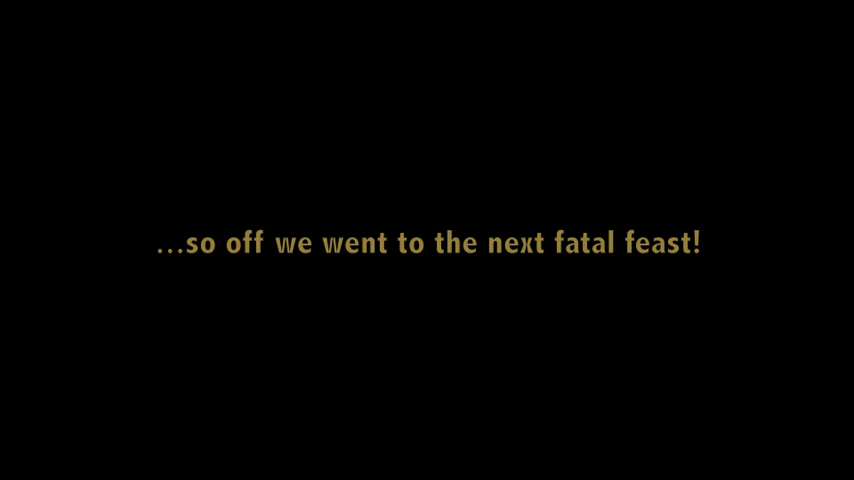 ...so off we went to the next fatal feast!